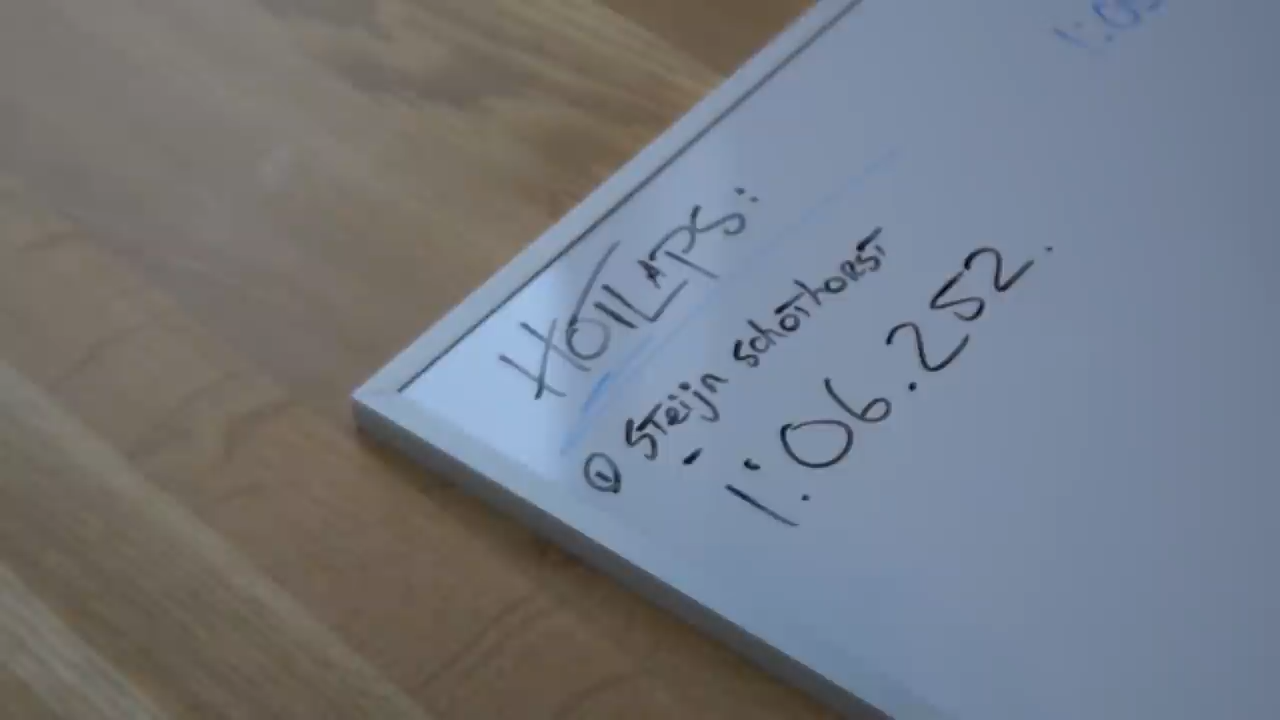 HOTLAPS:
① Steijn SchotHORST
- 1:06.252.